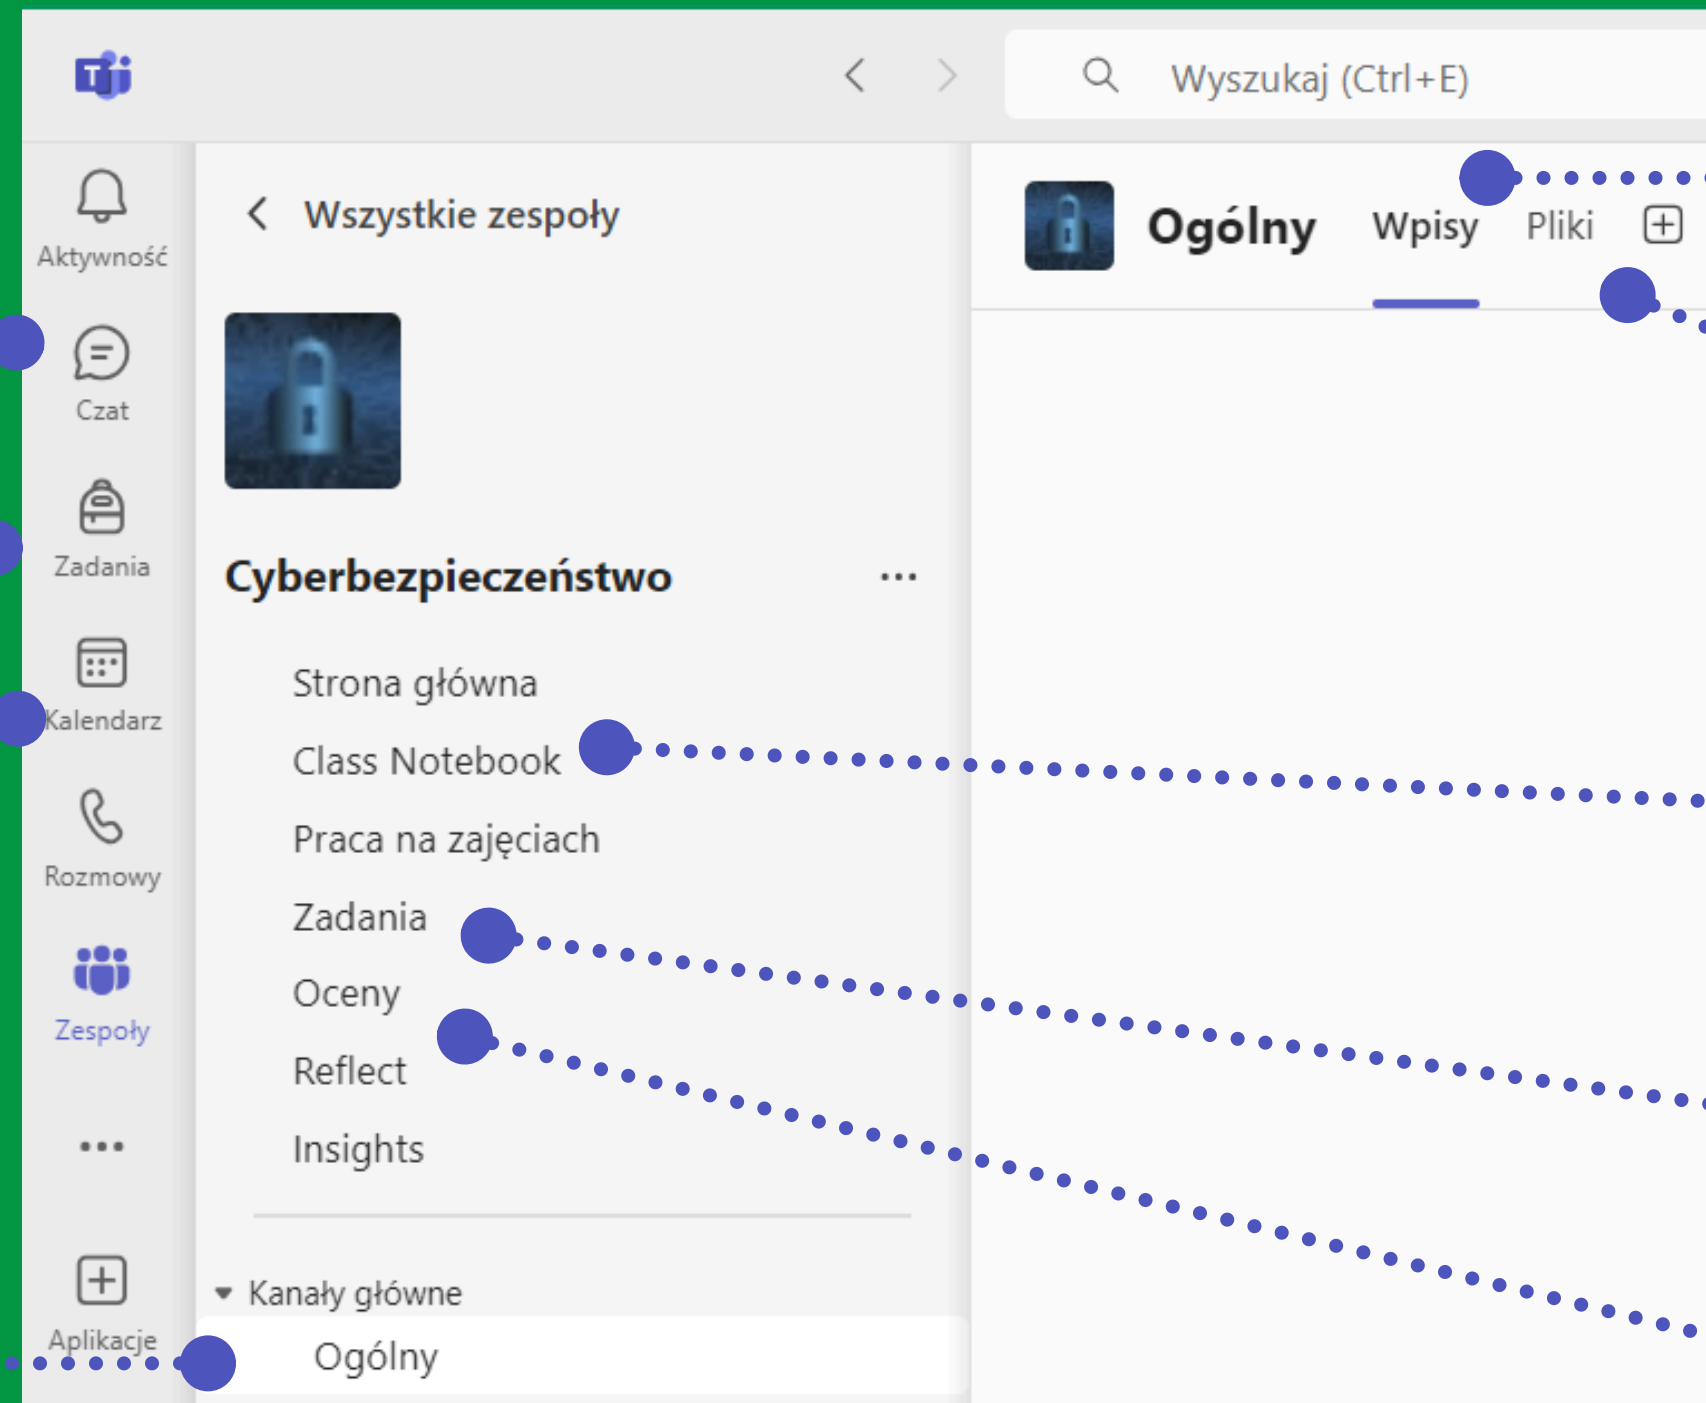 T
Wyszukaj (Ctrl+E)
Aktywność
Czat
Zadania
Kalendarz
Rozmowy
Zespoły
Aplikacje
Wszystkie zespoły
Cyberbezpieczeństwo
Strona główna
Class Notebook
Praca na zajęciach
Zadania
Oceny
Reflect
Insights
Kanały główne
Ogólny
Ogólny Wpisy Pliki